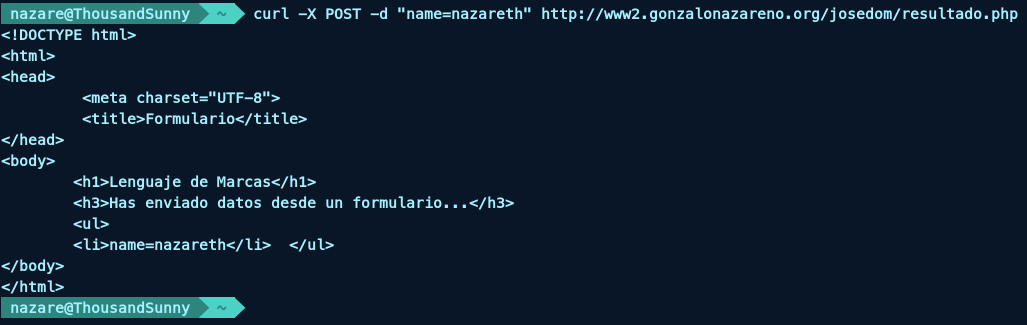 nazare@ThousandSunny ~ curl -X POST -d "name=nazareth" http://www2.gonzalonazareno.org/josedom/resultado.php
<!DOCTYPE html>
<html>
<head>
         <meta charset="UTF-8">
         <title>Formulario</title>
</head>
<body>
        <h1>Lenguaje de Marcas</h1>
        <h3>Has enviado datos desde un formulario...</h3>
        <ul>
        <li>name=nazareth</li>  </ul>
</body>
</html>
nazare@ThousandSunny ~